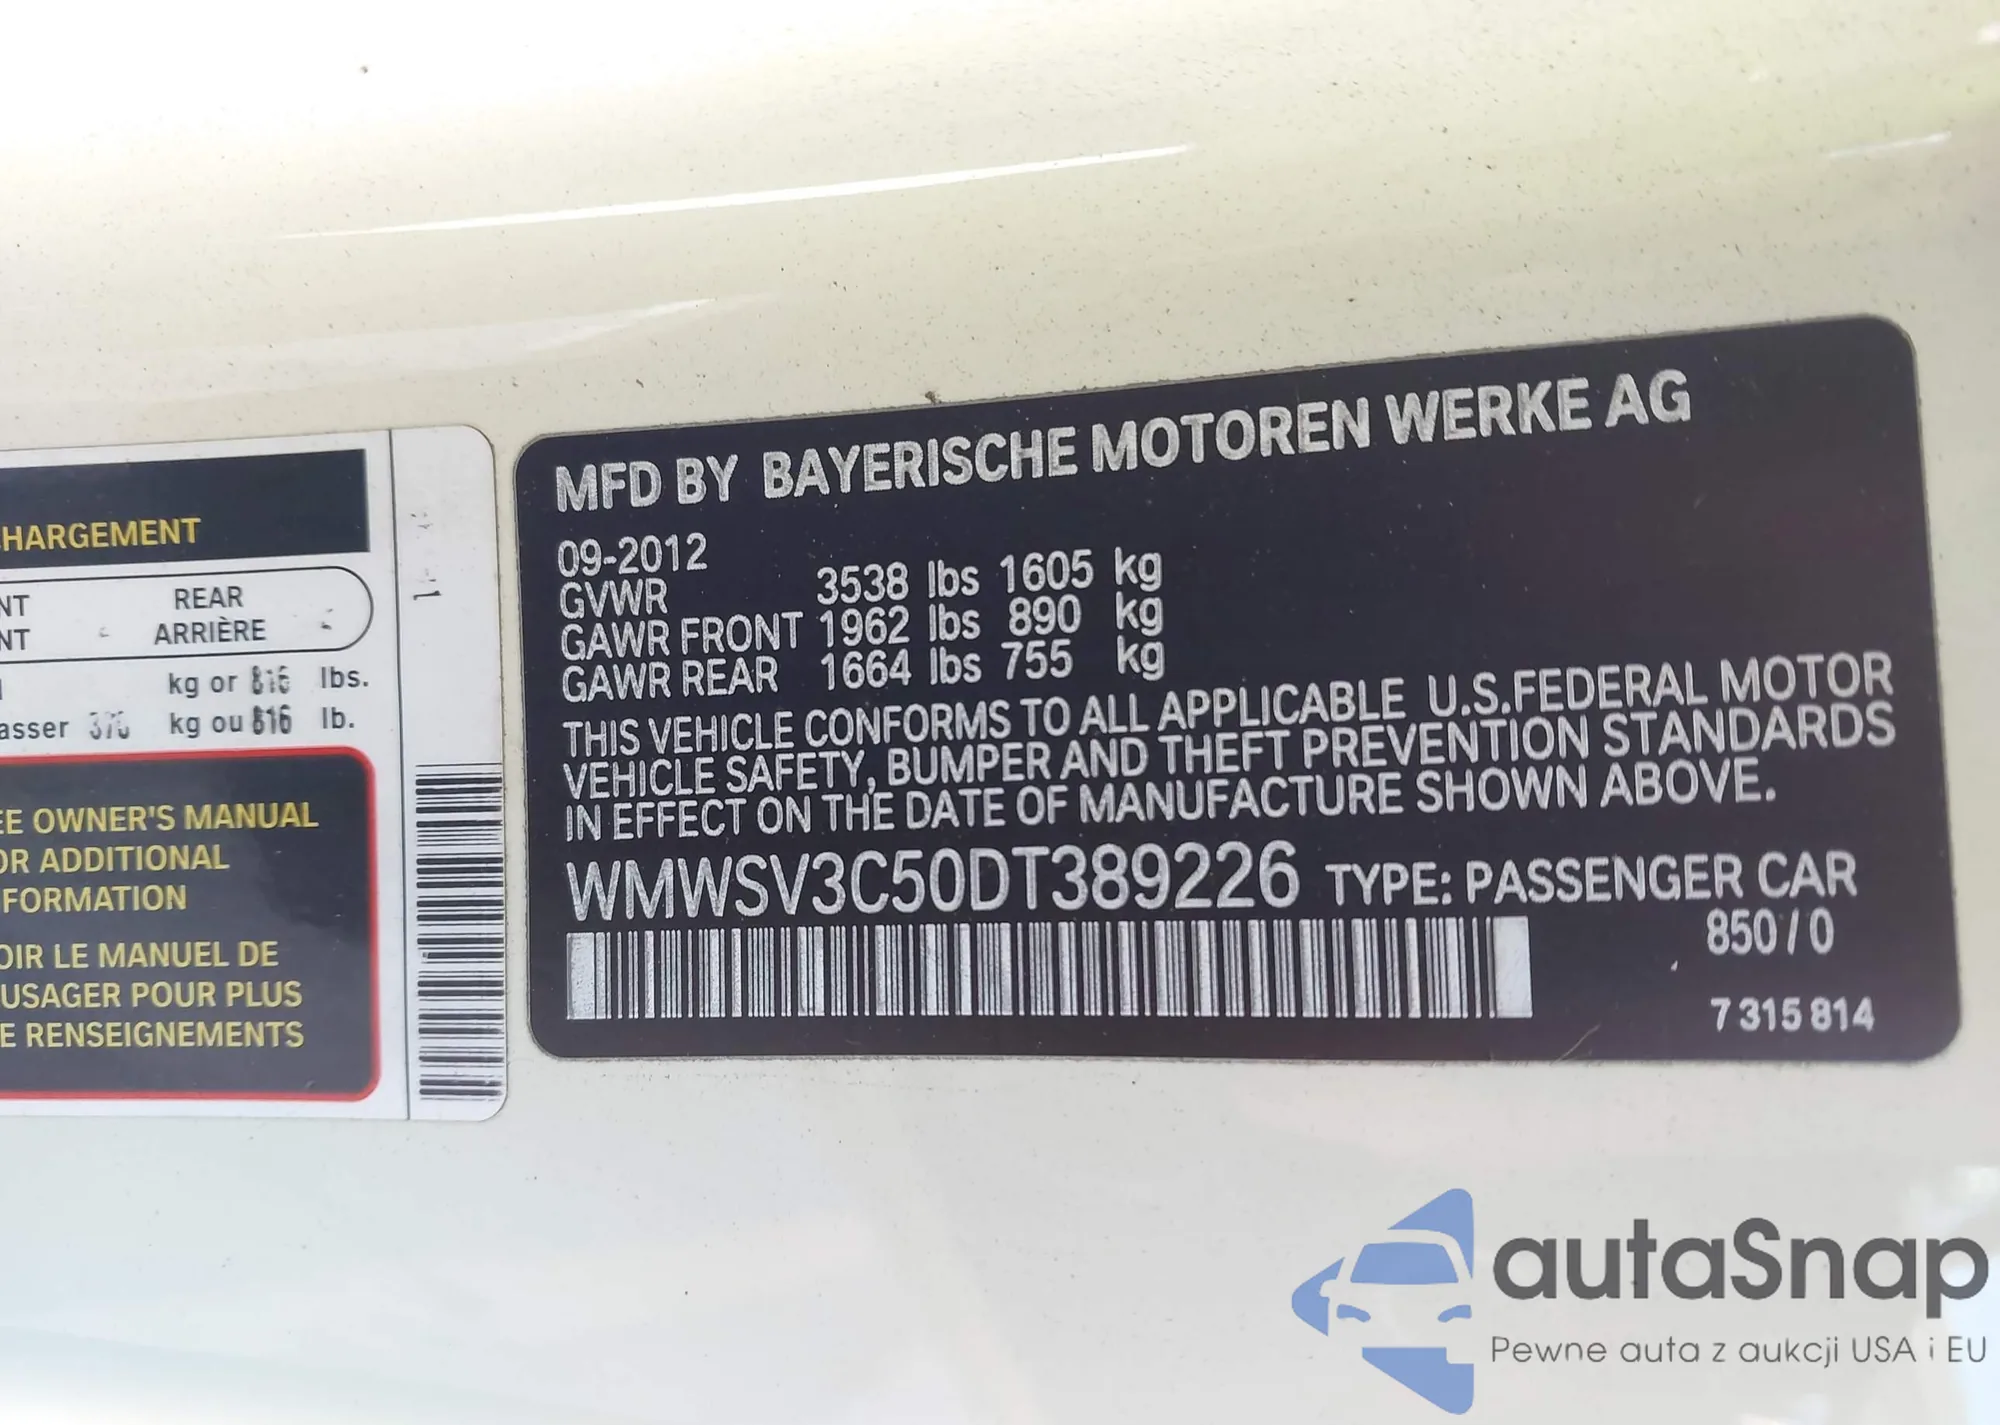 HARGEMENT
NT REAR
NT ARRIÈRE
kg or 816 lbs.
asser 370 kg ou 816 lb.
EE OWNER'S MANUAL
OR ADDITIONAL
FORMATION
OIR LE MANUEL DE
USAGER POUR PLUS
E RENSEIGNEMENTS
MFD BY BAYERISCHE MOTOREN WERKE AG
09-2012
GVWR 3538 lbs 1605 kg
GAWR FRONT 1962 lbs 890 kg
GAWR REAR 1664 lbs 755 kg
THIS VEHICLE CONFORMS TO ALL APPLICABLE U.S.FEDERAL MOTOR
VEHICLE SAFETY, BUMPER AND THEFT PREVENTION STANDARDS
IN EFFECT ON THE DATE OF MANUFACTURE SHOWN ABOVE.
WMWSV3C50DT389226 TYPE: PASSENGER CAR
850/0
7 315 814
autaSnap
Pewne auta z aukcji USA i EU